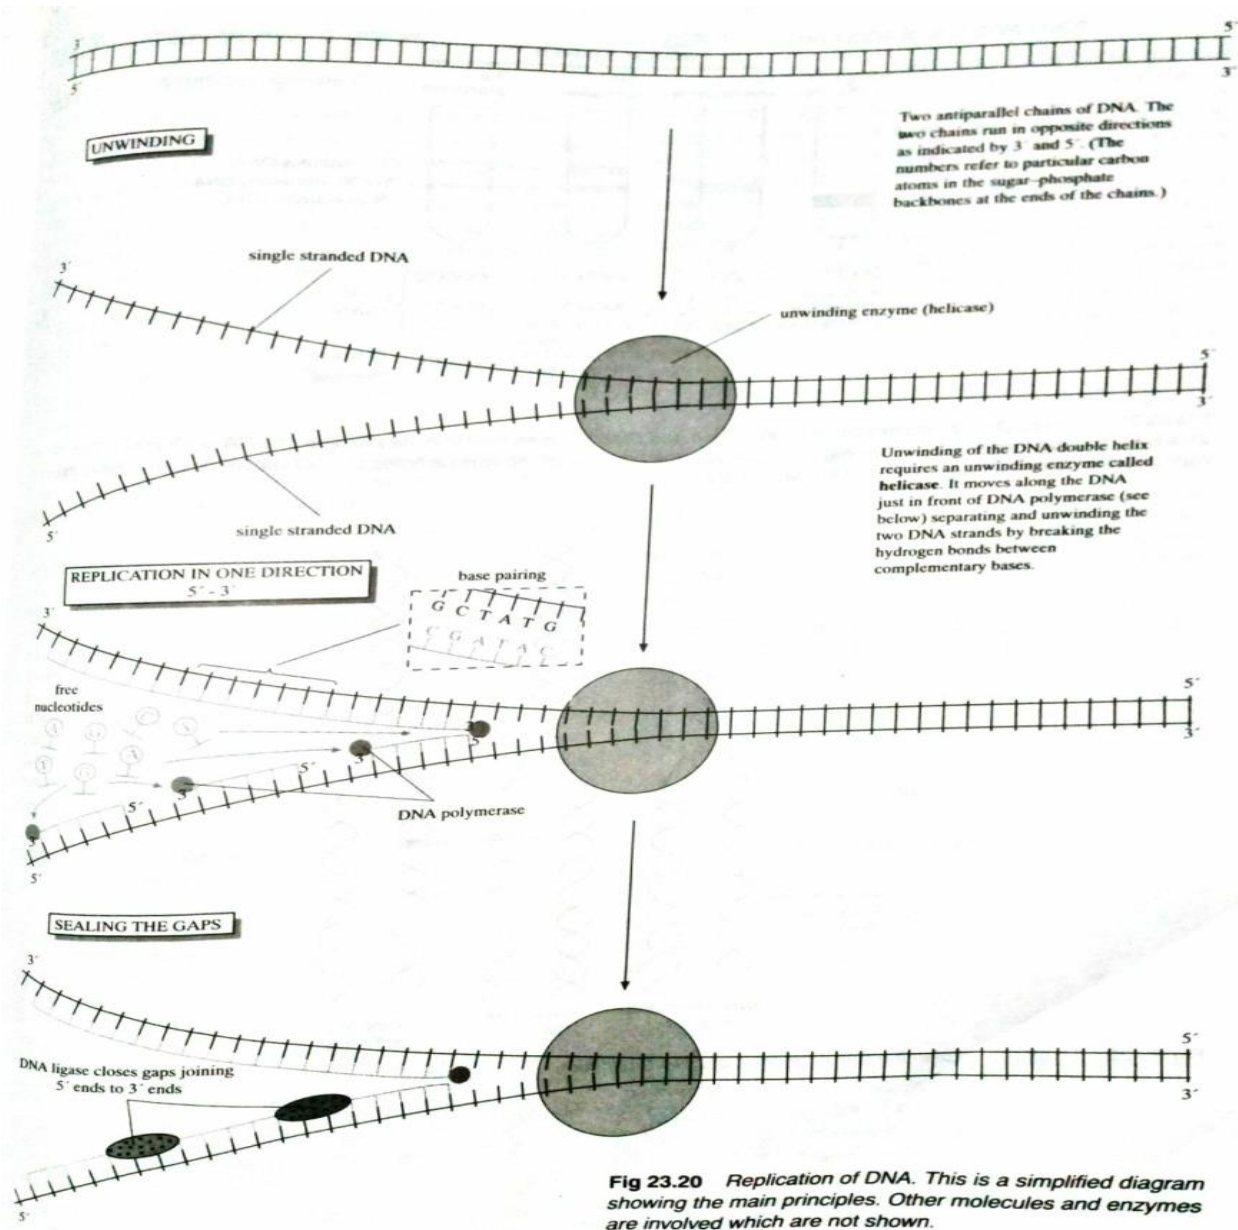 3´
5´
5´
3´
UNWINDING
Two antiparallel chains of DNA. The
two chains run in opposite directions
as indicated by 3´ and 5´. (The
numbers refer to particular carbon
atoms in the sugar–phosphate
backbones at the ends of the chains.)
single stranded DNA
3´
unwinding enzyme (helicase)
5´
3´
Unwinding of the DNA double helix
requires an unwinding enzyme called
helicase. It moves along the DNA
just in front of DNA polymerase (see
below) separating and unwinding the
two DNA strands by breaking the
hydrogen bonds between
complementary bases.
5´
single stranded DNA
REPLICATION IN ONE DIRECTION
5´ - 3´
base pairing
G C T A T G
C G A T A C
3´
free
nucleotides
C
A
G
A
T
G
3´
5´
3´
5´
5´
3´
5´
5´
3´
DNA polymerase
3´
5´
SEALING THE GAPS
3´
5´
3´
DNA ligase closes gaps joining
5´ ends to 3´ ends
5´
Fig 23.20 Replication of DNA. This is a simplified diagram
showing the main principles. Other molecules and enzymes
are involved which are not shown.